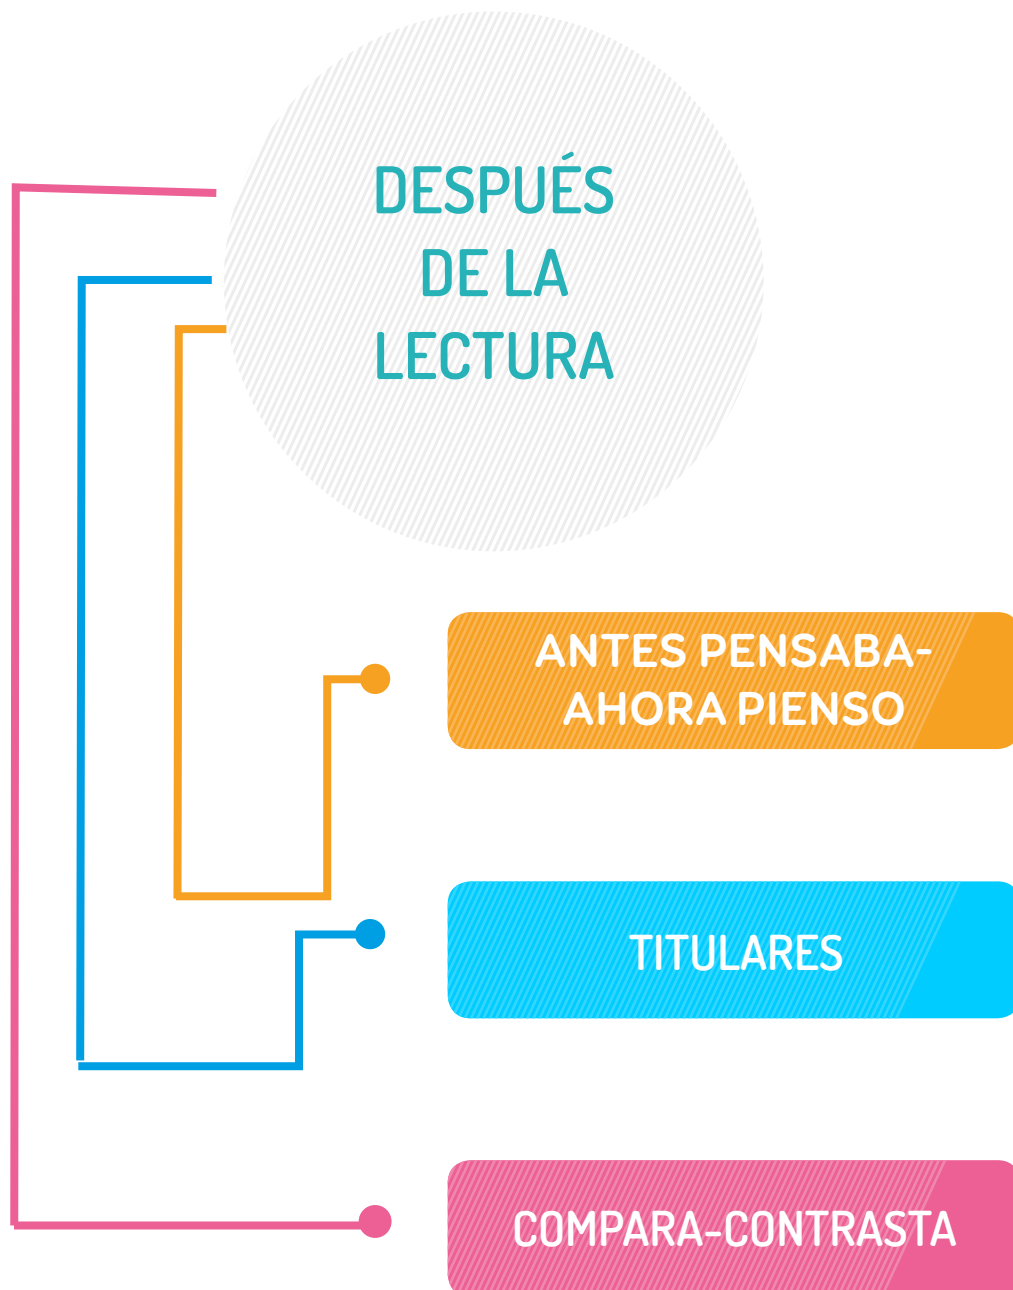 DESPUÉS
DE LA
LECTURA
ANTES PENSABA-
AHORA PIENSO
TITULARES
COMPARA-CONTRASTA